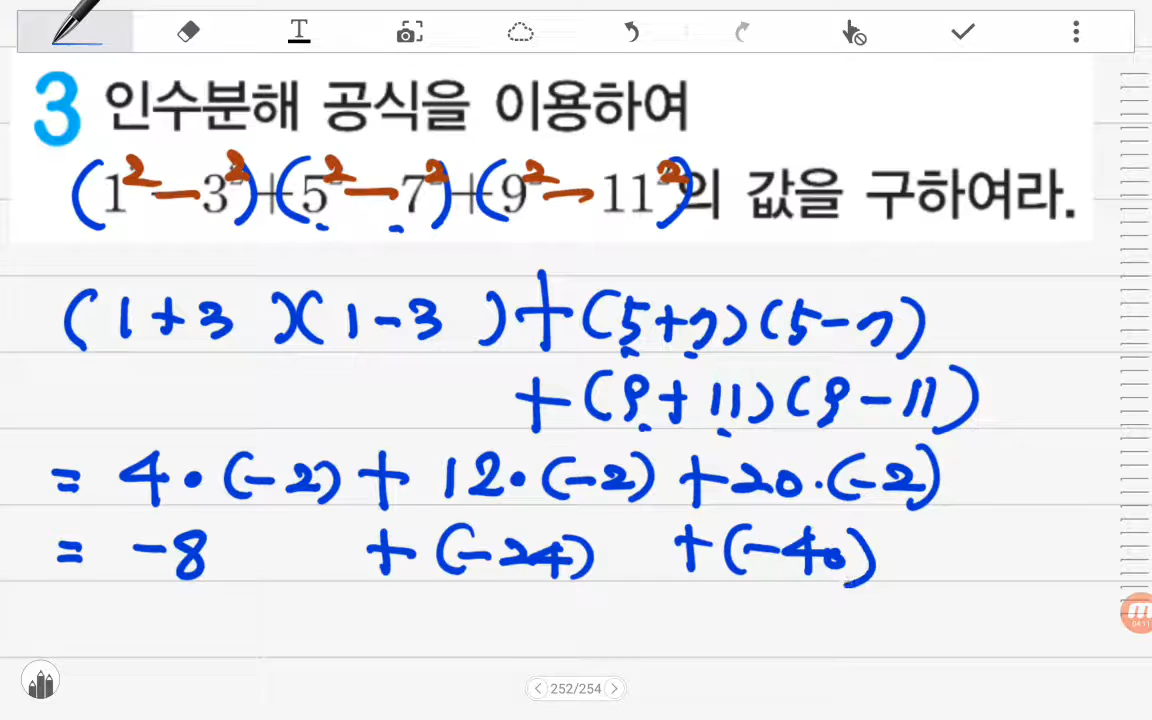 T
3 인수분해 공식을 이용하여
(1²-3²)+(5²-7²)+(9²-11²)의 값을 구하여라.
(1+3)(1-3)+(5+7)(5-7)
+(9+11)(9-11)
= 4·(-2)+12·(-2)+20·(-2)
= -8 +(-24) +(-40)
m
04:11
252/254